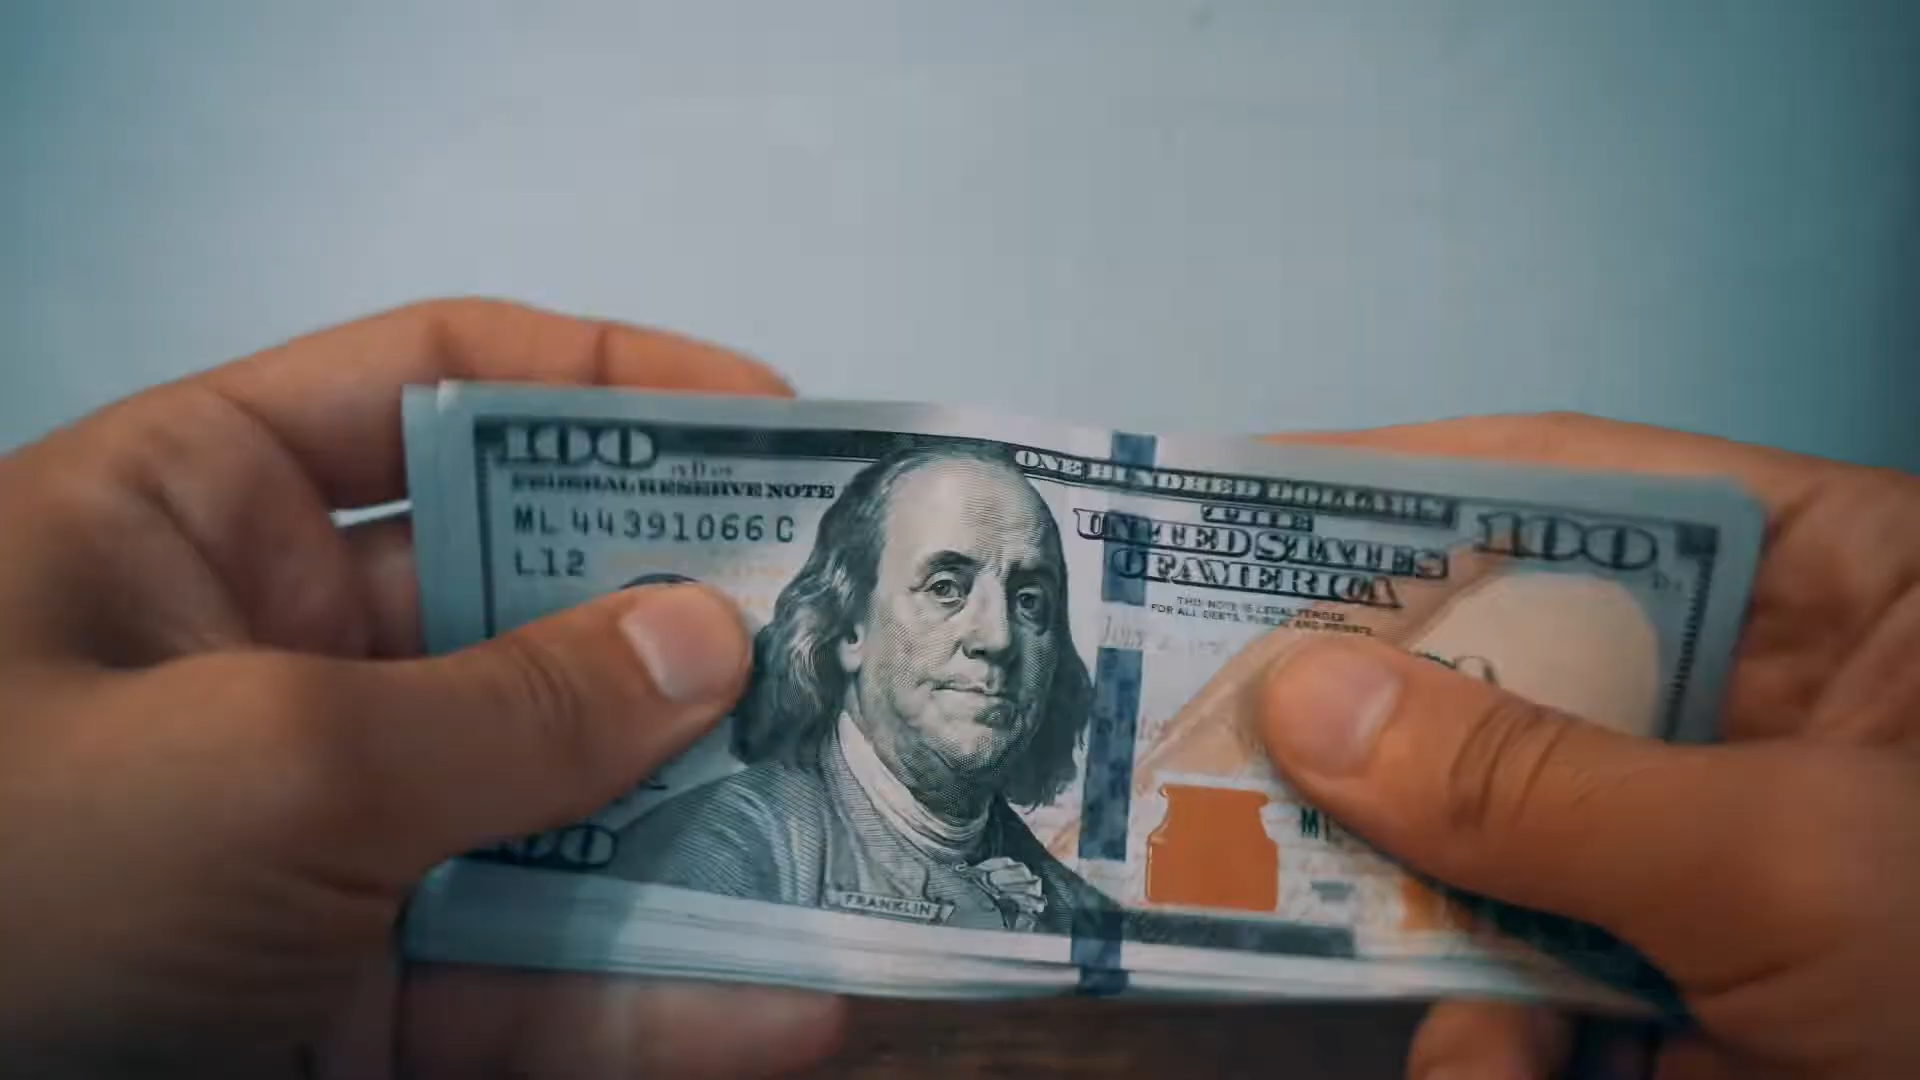 100
FEDERAL RESERVE NOTE
ML 44391066 C
L12
ONE HUNDRED DOLLARS
THE
UNITED STATES
OF AMERICA
100
THIS NOTE IS LEGAL TENDER
FOR ALL DEBTS, PUBLIC AND PRIVATE
100
FRANKLIN
ML